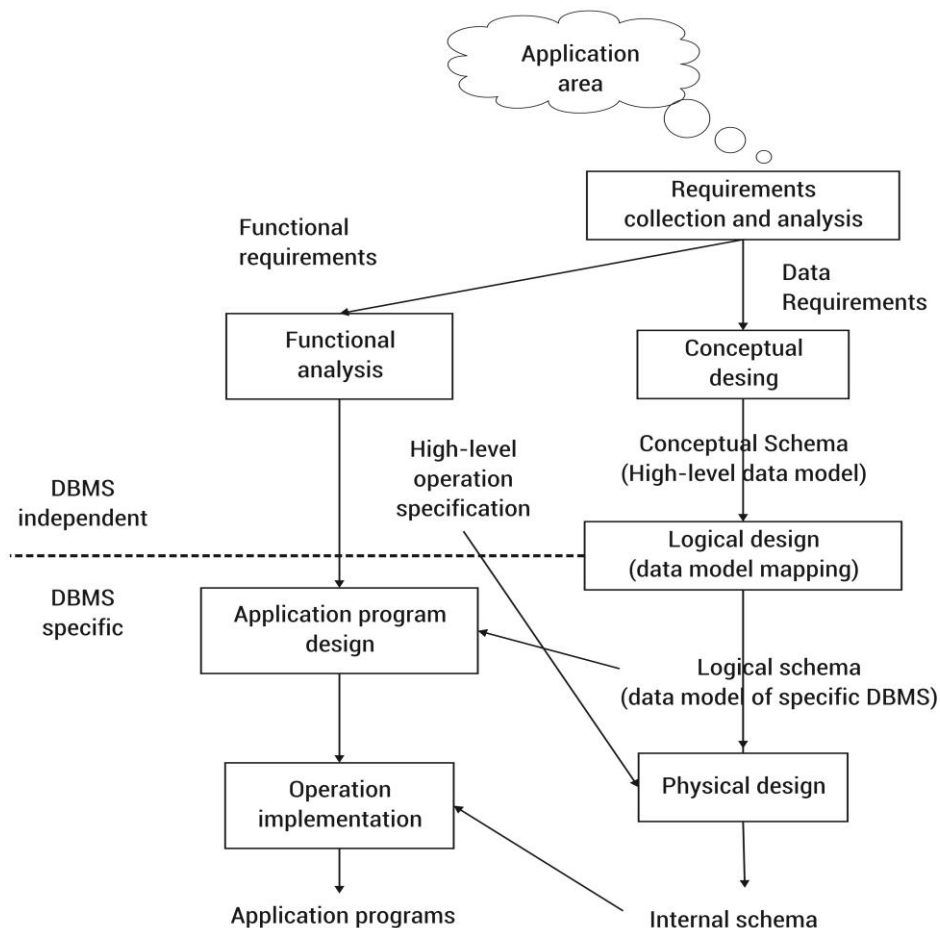 Application
area
Requirements
collection and analysis
Functional
requirements
Data
Requirements
Functional
analysis
Conceptual
desing
High-level
operation
specification
Conceptual Schema
(High-level data model)
DBMS
independent
Logical design
(data model mapping)
DBMS
specific
Application program
design
Logical schema
(data model of specific DBMS)
Operation
implementation
Physical design
Application programs
Internal schema